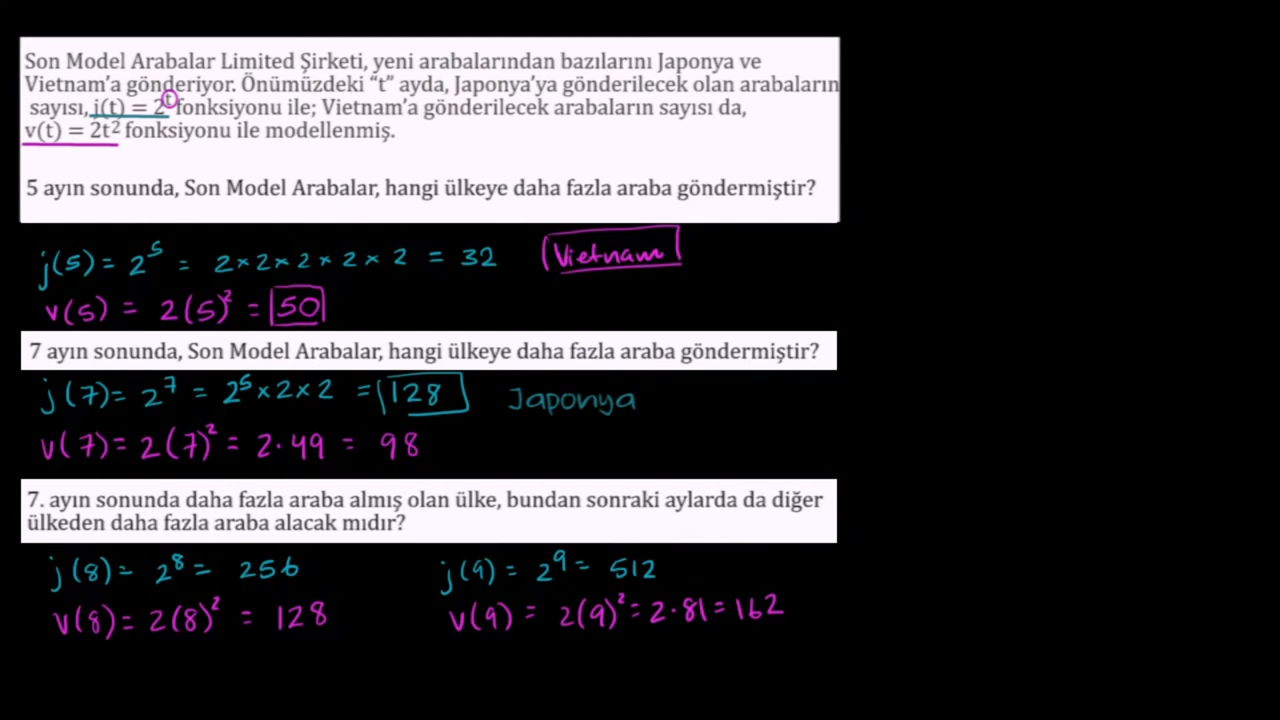 Son Model Arabalar Limited Şirketi, yeni arabalarından bazılarını Japonya ve
Vietnam'a gönderiyor. Önümüzdeki “t” ayda, Japonya'ya gönderilecek olan arabaların
sayısı, j(t) = 2^t fonksiyonu ile; Vietnam'a gönderilecek arabaların sayısı da,
v(t) = 2t² fonksiyonu ile modellenmiş.
5 ayın sonunda, Son Model Arabalar, hangi ülkeye daha fazla araba göndermiştir?
j(5) = 2⁵ = 2×2×2×2×2 = 32 Vietnam
v(5) = 2(5)² = 50
7 ayın sonunda, Son Model Arabalar, hangi ülkeye daha fazla araba göndermiştir?
j(7) = 2⁷ = 2⁵×2×2 = 128 Japonya
v(7) = 2(7)² = 2·49 = 98
7. ayın sonunda daha fazla araba almış olan ülke, bundan sonraki aylarda da diğer
ülkeden daha fazla araba alacak mıdır?
j(8) = 2⁸ = 256 j(9) = 2⁹ = 512
v(8) = 2(8)² = 128 v(9) = 2(9)² = 2·81 = 162